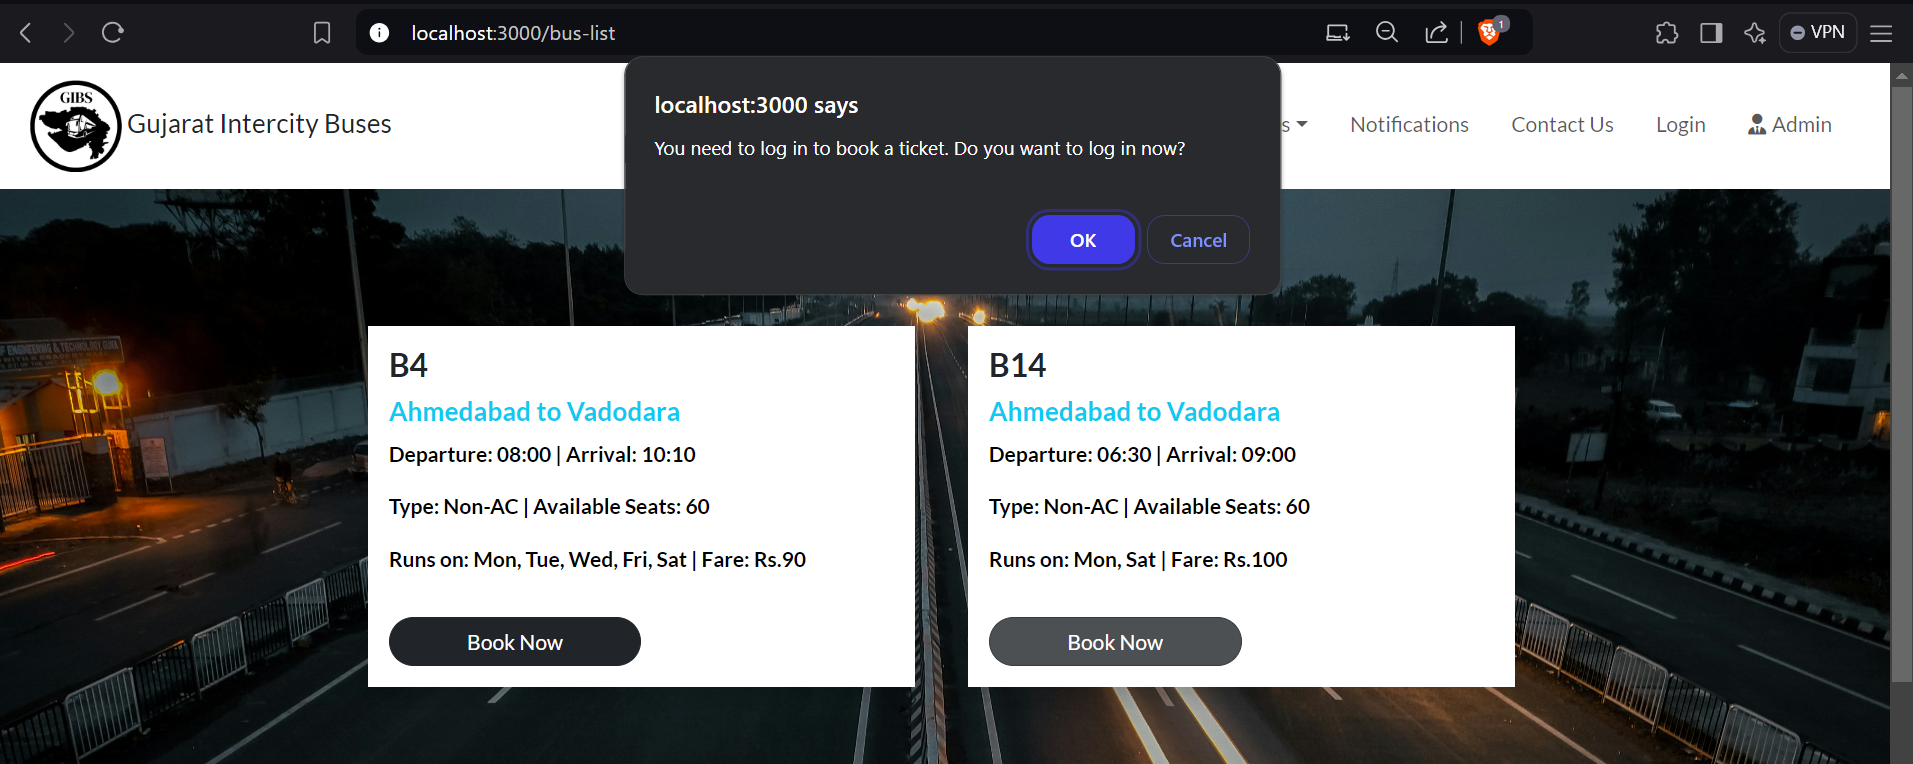 localhost:3000/bus-list
1
VPN
GIBS
Gujarat Intercity Buses
localhost:3000 says
You need to log in to book a ticket. Do you want to log in now?
OK
Cancel
s
Notifications
Contact Us
Login
Admin
OF ENGINEERING & TECHNOLOGY
B4
Ahmedabad to Vadodara
Departure: 08:00 | Arrival: 10:10
Type: Non-AC | Available Seats: 60
Runs on: Mon, Tue, Wed, Fri, Sat | Fare: Rs.90
Book Now
B14
Ahmedabad to Vadodara
Departure: 06:30 | Arrival: 09:00
Type: Non-AC | Available Seats: 60
Runs on: Mon, Sat | Fare: Rs.100
Book Now